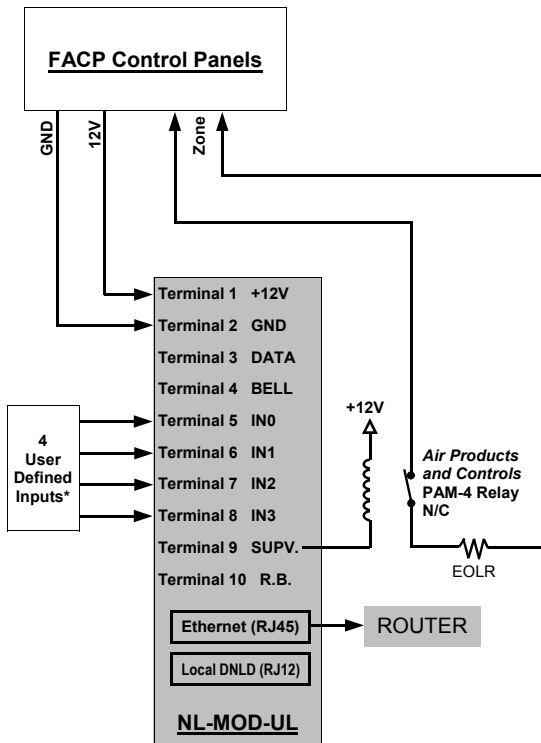 FACP Control Panels
GND
12V
Zone
Terminal 1 +12V
Terminal 2 GND
Terminal 3 DATA
Terminal 4 BELL
Terminal 5 IN0
Terminal 6 IN1
Terminal 7 IN2
Terminal 8 IN3
Terminal 9 SUPV.
Terminal 10 R.B.
4
User
Defined
Inputs*
+12V
Air Products
and Controls
PAM-4 Relay
N/C
EOLR
Ethernet (RJ45)
ROUTER
Local DNLD (RJ12)
NL-MOD-UL